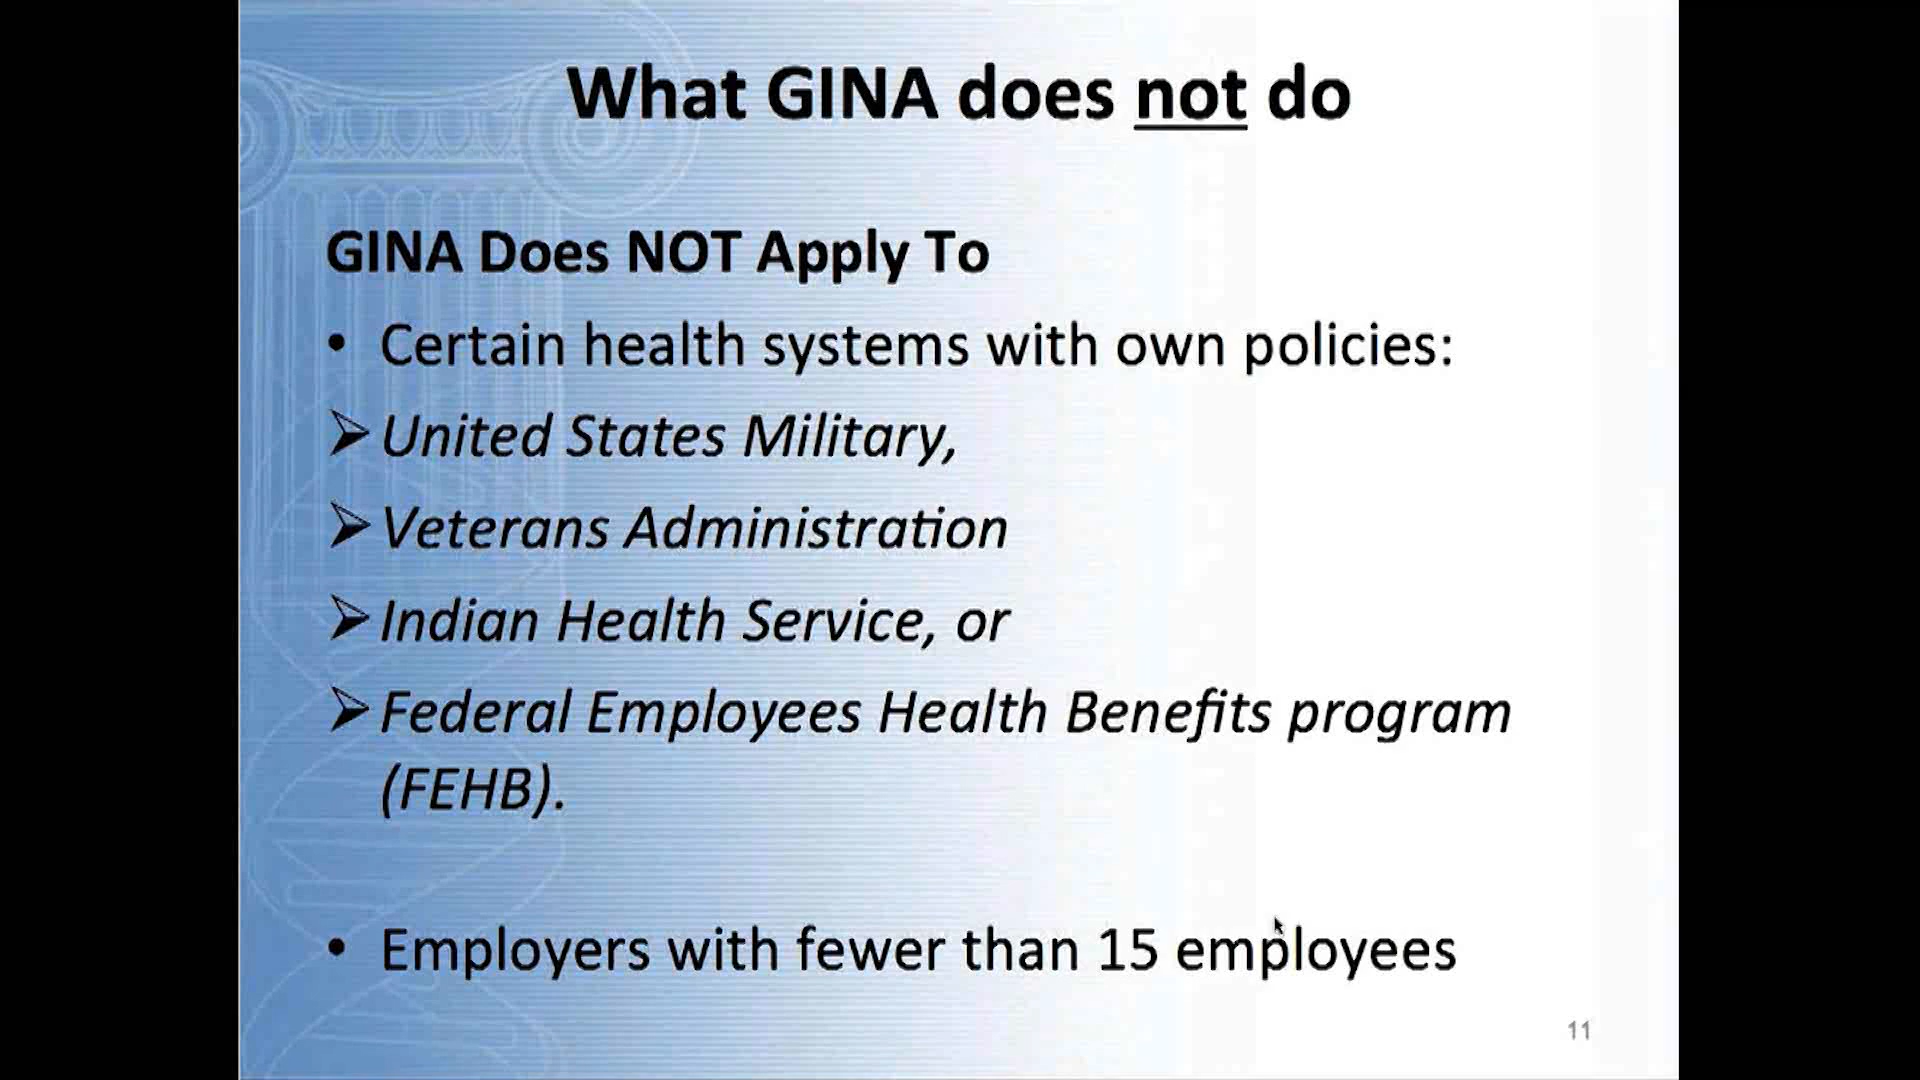 What GINA does not do
GINA Does NOT Apply To
• Certain health systems with own policies:
➢ United States Military,
➢ Veterans Administration
➢ Indian Health Service, or
➢ Federal Employees Health Benefits program
(FEHB).
• Employers with fewer than 15 employees
11